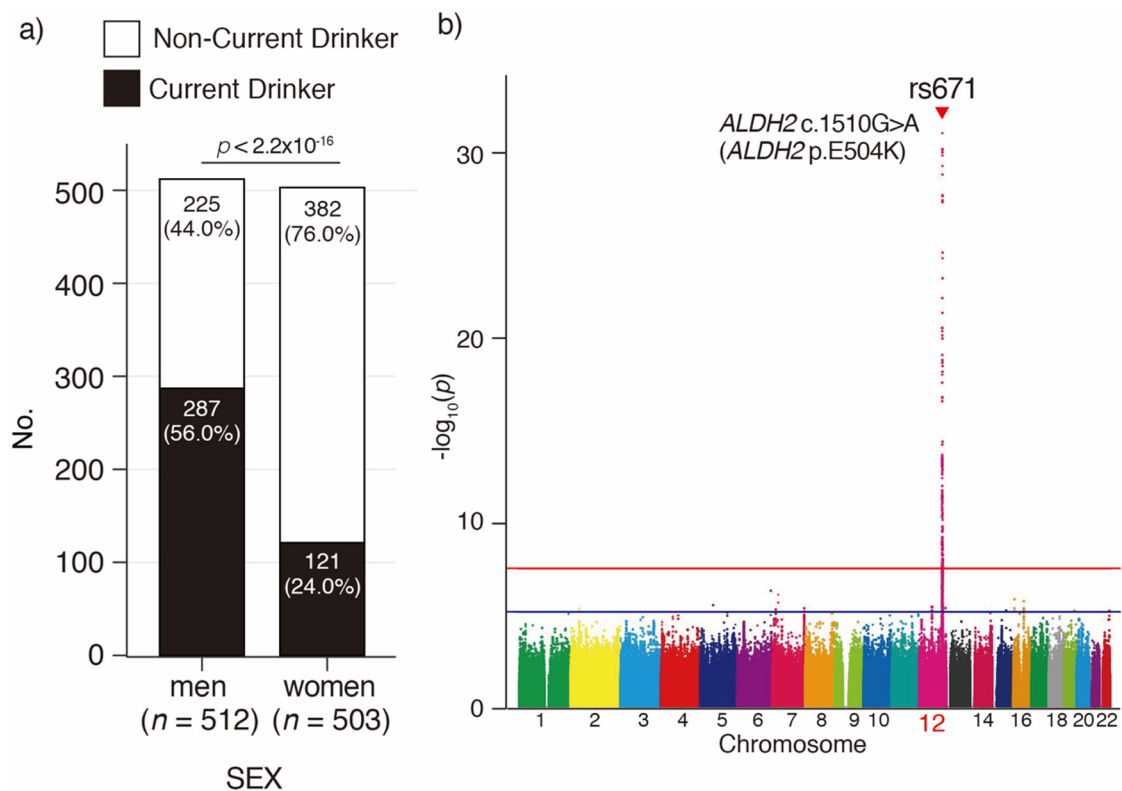 a)
Non-Current Drinker
Current Drinker
p < 2.2x10-16
500
400
300
200
100
0
No.
225
(44.0%)
287
(56.0%)
382
(76.0%)
121
(24.0%)
men
(n = 512)
women
(n = 503)
SEX
b)
rs671
ALDH2 c.1510G>A
(ALDH2 p.E504K)
30
20
10
0
-log10(p)
1 2 3 4 5 6 7 8 9 10 12 14 16 18 20 22
Chromosome